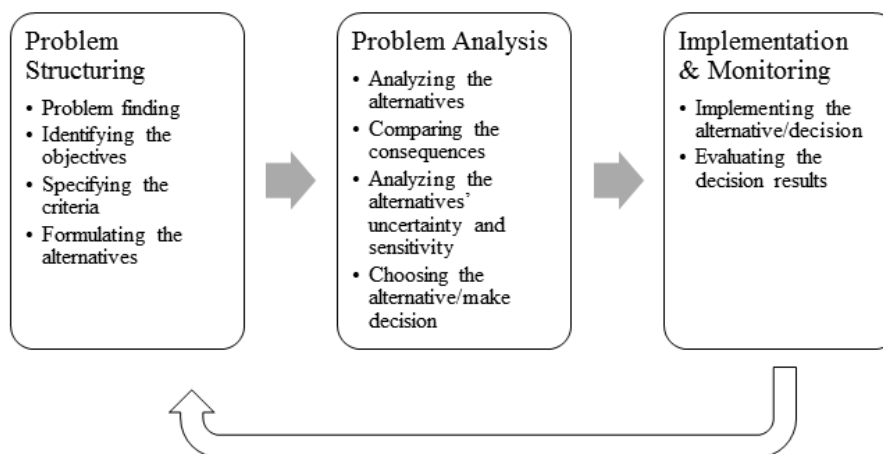 Problem
Structuring
• Problem finding
• Identifying the
objectives
• Specifying the
criteria
• Formulating the
alternatives
Problem Analysis
• Analyzing the
alternatives
• Comparing the
consequences
• Analyzing the
alternatives’
uncertainty and
sensitivity
• Choosing the
alternative/make
decision
Implementation
& Monitoring
• Implementing the
alternative/decision
• Evaluating the
decision results